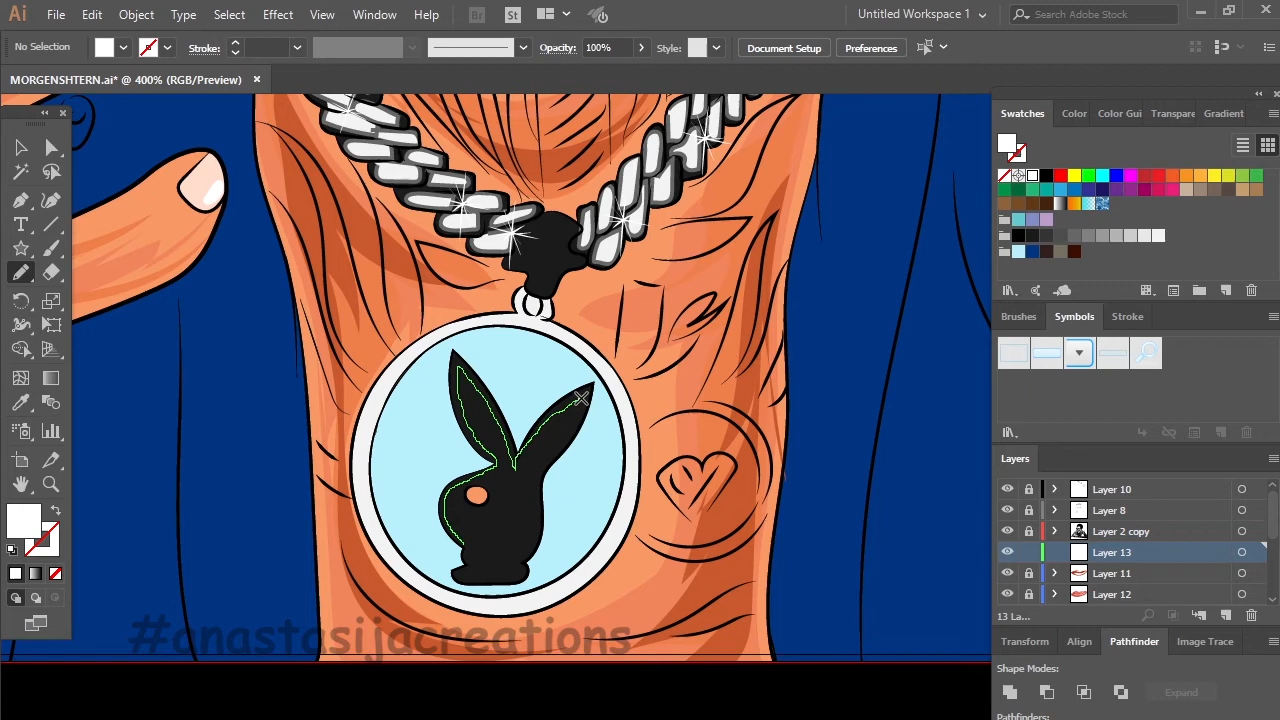 Ai File Edit Object Type Select Effect View Window Help Br St Untitled Workspace 1 Search Adobe Stock
No Selection Stroke: Opacity: 100% Style: Document Setup Preferences
MORGENSHTERN.ai* @ 400% (RGB/Preview)
Swatches Color Color Gui Transpare Gradient
Brushes Symbols Stroke
Layers
Layer 10
Layer 8
Layer 2 copy
Layer 13
Layer 11
Layer 12
13 La...
#anastasijacreations
Transform Align Pathfinder Image Trace
Shape Modes:
Expand
Pathfinders: